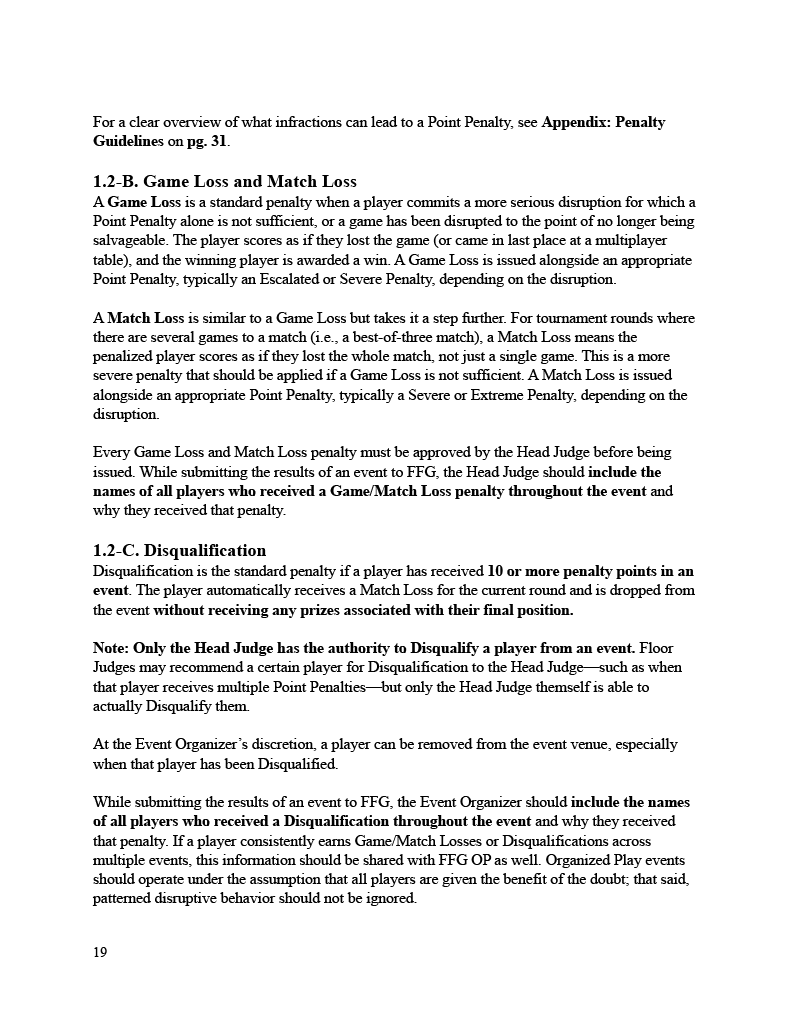 For a clear overview of what infractions can lead to a Point Penalty, see Appendix: Penalty
Guidelines on pg. 31.
1.2-B. Game Loss and Match Loss
A Game Loss is a standard penalty when a player commits a more serious disruption for which a
Point Penalty alone is not sufficient, or a game has been disrupted to the point of no longer being
salvageable. The player scores as if they lost the game (or came in last place at a multiplayer
table), and the winning player is awarded a win. A Game Loss is issued alongside an appropriate
Point Penalty, typically an Escalated or Severe Penalty, depending on the disruption.
A Match Loss is similar to a Game Loss but takes it a step further. For tournament rounds where
there are several games to a match (i.e., a best-of-three match), a Match Loss means the
penalized player scores as if they lost the whole match, not just a single game. This is a more
severe penalty that should be applied if a Game Loss is not sufficient. A Match Loss is issued
alongside an appropriate Point Penalty, typically a Severe or Extreme Penalty, depending on the
disruption.
Every Game Loss and Match Loss penalty must be approved by the Head Judge before being
issued. While submitting the results of an event to FFG, the Head Judge should include the
names of all players who received a Game/Match Loss penalty throughout the event and
why they received that penalty.
1.2-C. Disqualification
Disqualification is the standard penalty if a player has received 10 or more penalty points in an
event. The player automatically receives a Match Loss for the current round and is dropped from
the event without receiving any prizes associated with their final position.
Note: Only the Head Judge has the authority to Disqualify a player from an event. Floor
Judges may recommend a certain player for Disqualification to the Head Judge—such as when
that player receives multiple Point Penalties—but only the Head Judge themself is able to
actually Disqualify them.
At the Event Organizer’s discretion, a player can be removed from the event venue, especially
when that player has been Disqualified.
While submitting the results of an event to FFG, the Event Organizer should include the names
of all players who received a Disqualification throughout the event and why they received
that penalty. If a player consistently earns Game/Match Losses or Disqualifications across
multiple events, this information should be shared with FFG OP as well. Organized Play events
should operate under the assumption that all players are given the benefit of the doubt; that said,
patterned disruptive behavior should not be ignored.
19